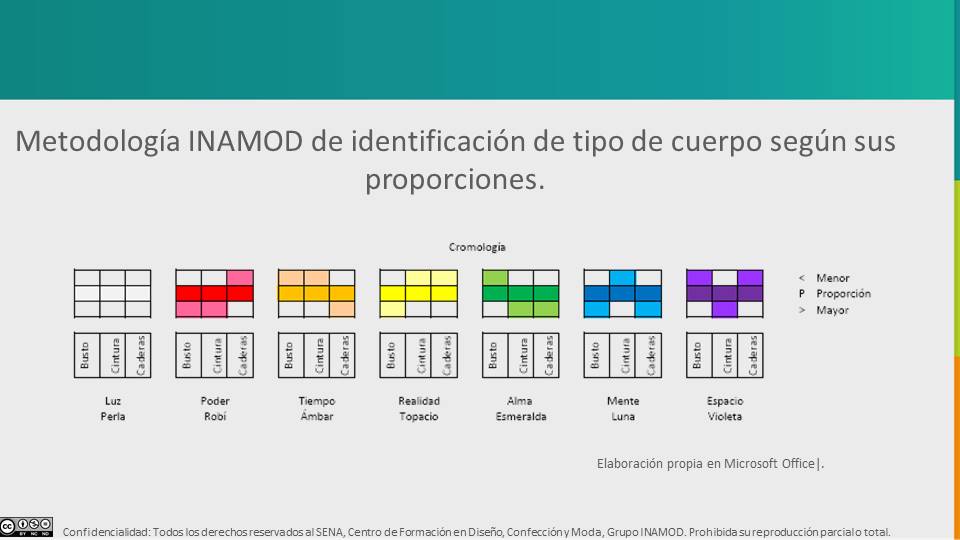 Metodología INAMOD de identificación de tipo de cuerpo según sus
proporciones.
Cromología
< Menor
P Proporción
> Mayor
Busto Cintura Caderas
Busto Cintura Caderas
Busto Cintura Caderas
Busto Cintura Caderas
Busto Cintura Caderas
Busto Cintura Caderas
Busto Cintura Caderas
Luz
Perla
Poder
Robí
Tiempo
Ámbar
Realidad
Topacio
Alma
Esmeralda
Mente
Luna
Espacio
Violeta
Elaboración propia en Microsoft Office|.
cc BY NC ND
Confidencialidad: Todos los derechos reservados al SENA, Centro de Formación en Diseño, Confección y Moda, Grupo INAMOD. Prohibida su reproducción parcial o total.